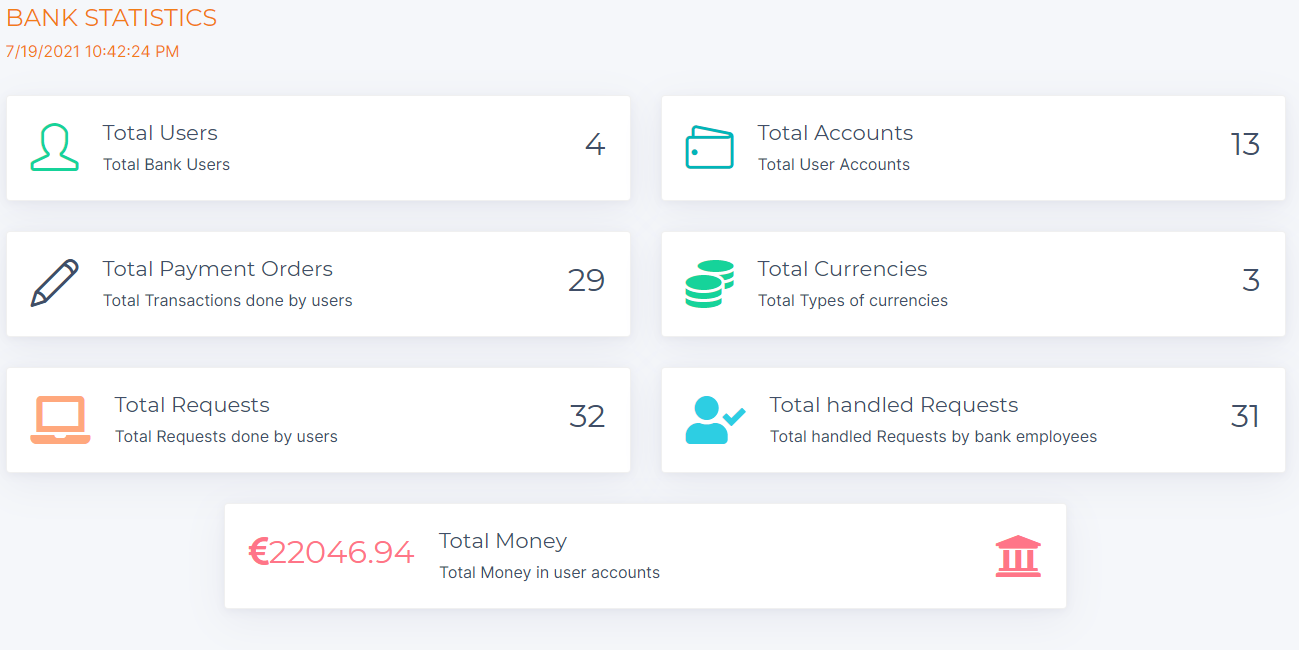 BANK STATISTICS
7/19/2021 10:42:24 PM
Total Users
Total Bank Users
4
Total Accounts
Total User Accounts
13
Total Payment Orders
Total Transactions done by users
29
Total Currencies
Total Types of currencies
3
Total Requests
Total Requests done by users
32
Total handled Requests
Total handled Requests by bank employees
31
€22046.94
Total Money
Total Money in user accounts